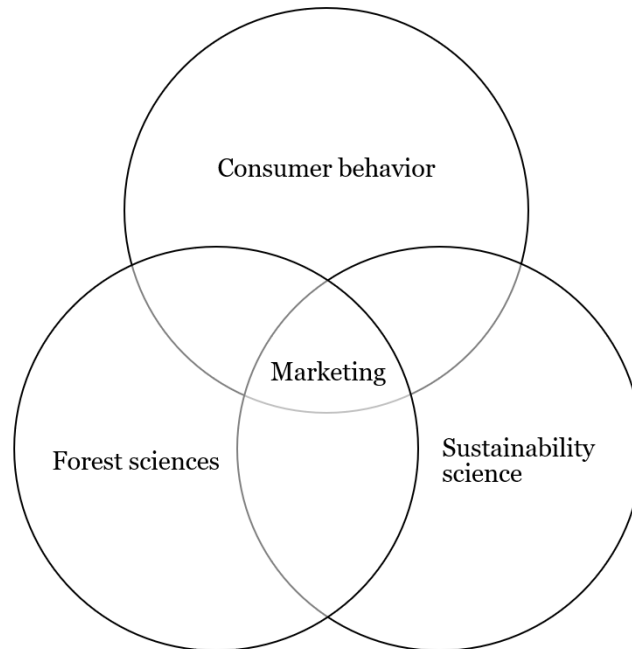 Consumer behavior
Marketing
Forest sciences
Sustainability
science